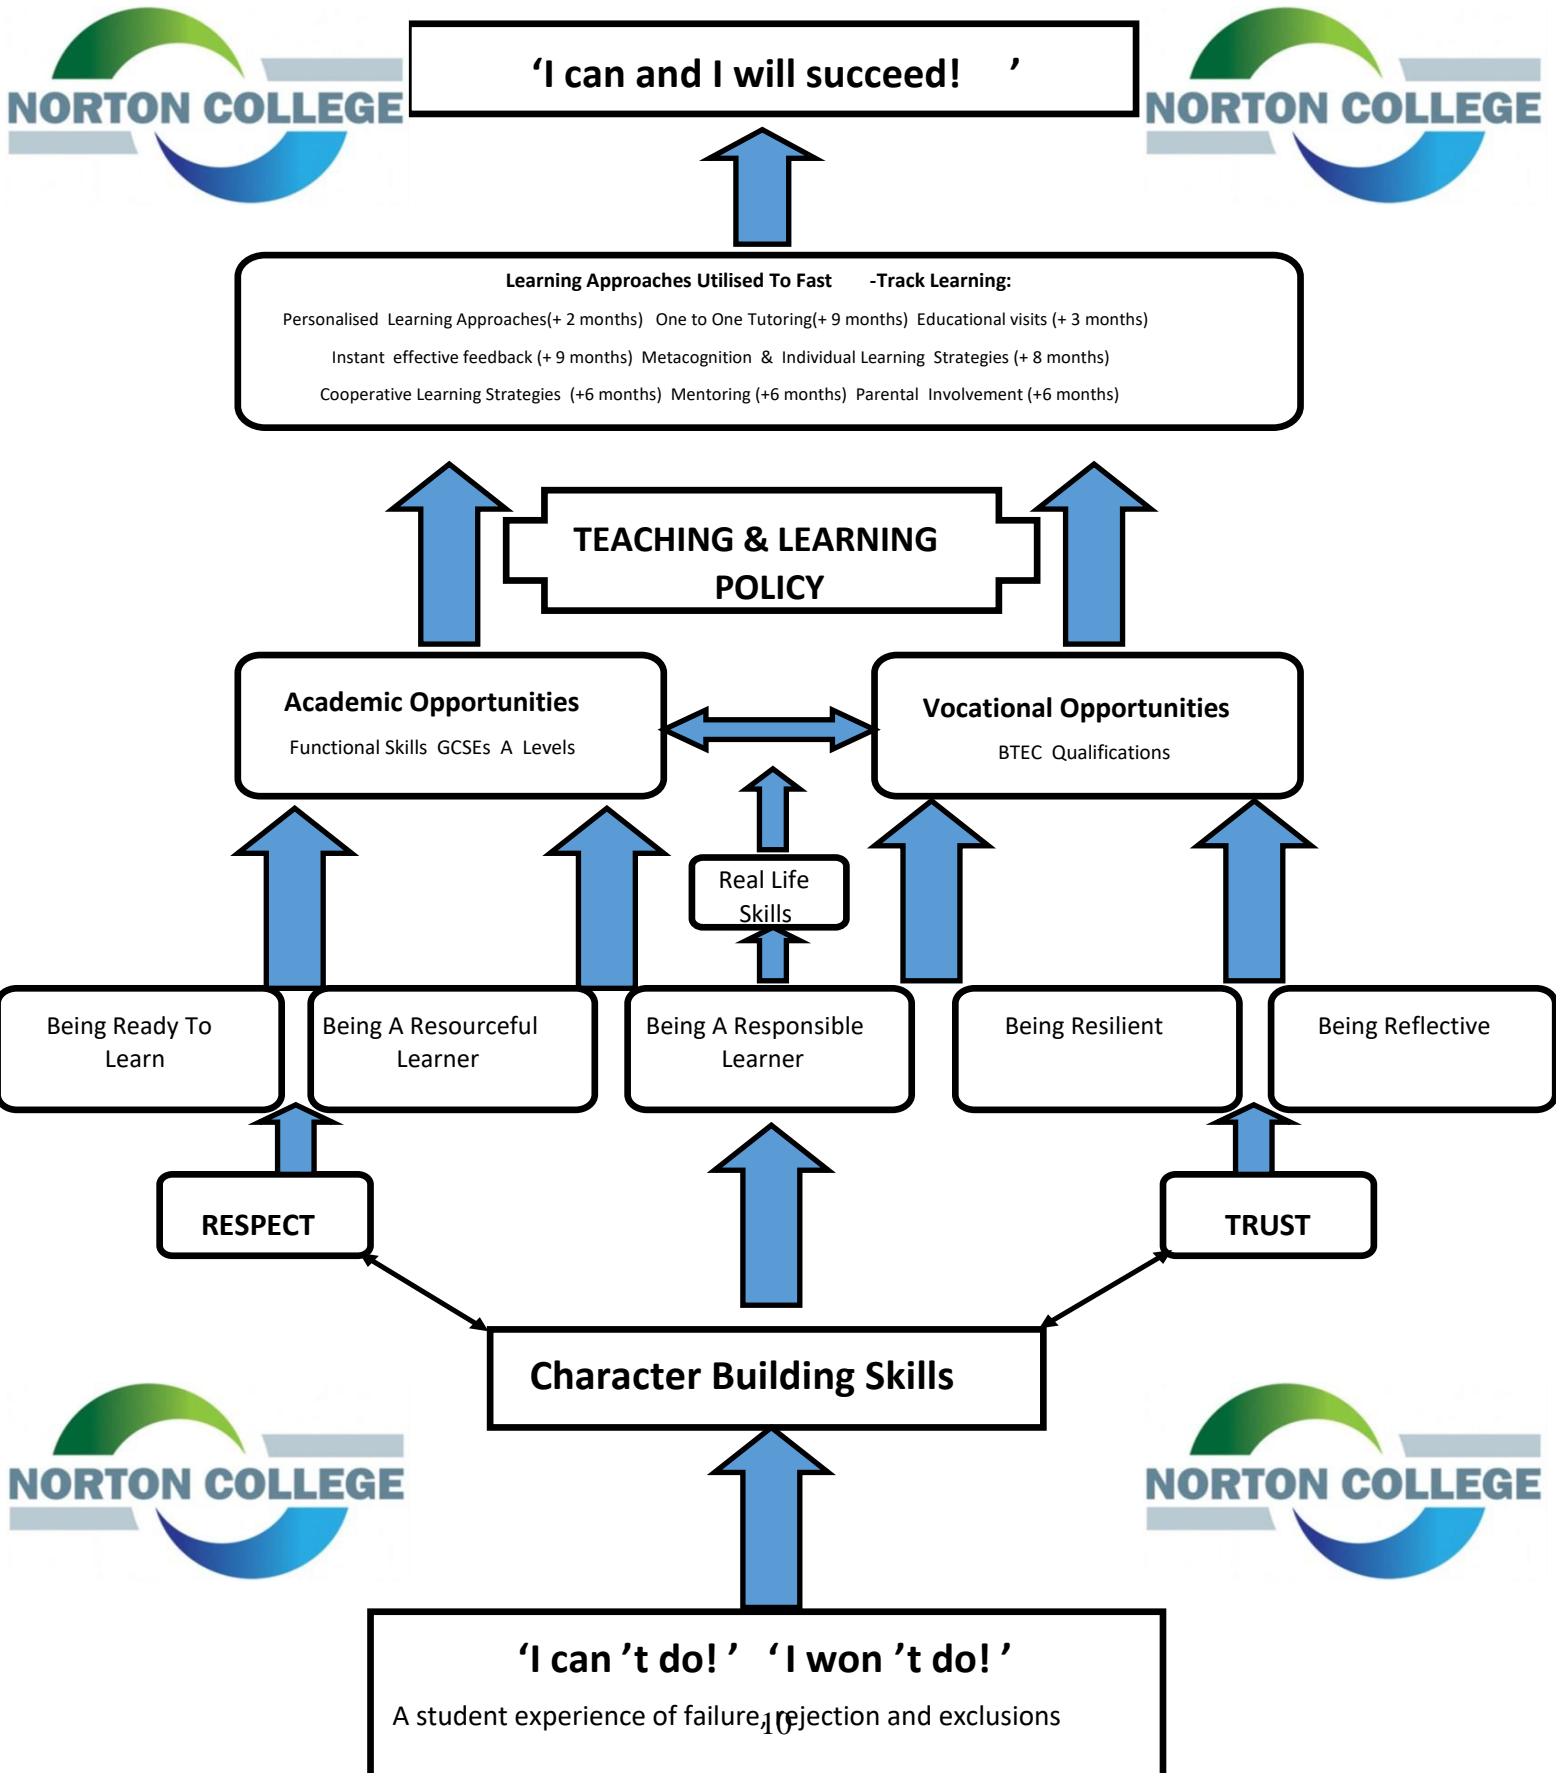 NORTON COLLEGE
‘I can and I will succeed! ’
NORTON COLLEGE
Learning Approaches Utilised To Fast -Track Learning:
Personalised Learning Approaches(+ 2 months) One to One Tutoring(+ 9 months) Educational visits (+ 3 months)
Instant effective feedback (+ 9 months) Metacognition & Individual Learning Strategies (+ 8 months)
Cooperative Learning Strategies (+6 months) Mentoring (+6 months) Parental Involvement (+6 months)
TEACHING & LEARNING
POLICY
Academic Opportunities
Functional Skills GCSEs A Levels
Vocational Opportunities
BTEC Qualifications
Real Life
Skills
Being Ready To
Learn
Being A Resourceful
Learner
Being A Responsible
Learner
Being Resilient
Being Reflective
RESPECT
TRUST
Character Building Skills
NORTON COLLEGE
NORTON COLLEGE
‘I can ’t do! ’ ‘ I won ’t do! ’
A student experience of failure, rejection and exclusions
10